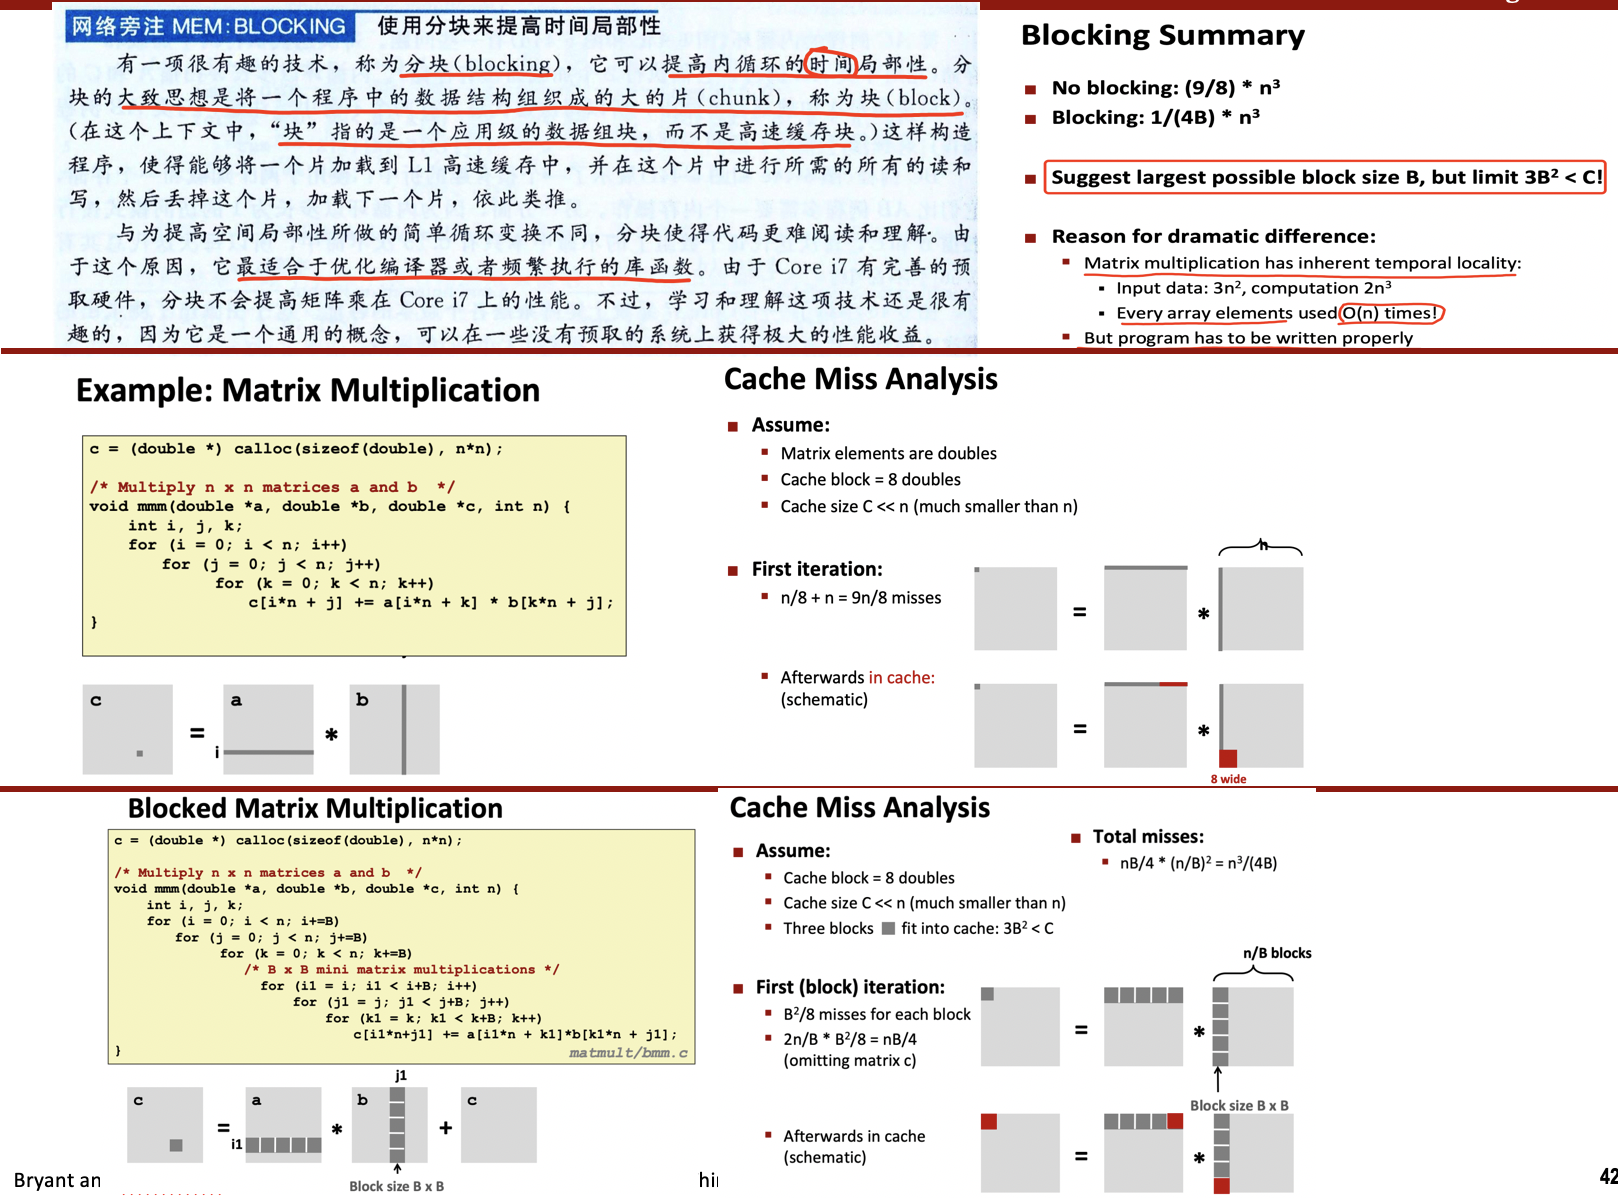 网络旁注 MEM:BLOCKING 使用分块来提高时间局部性
有一项很有趣的技术，称为分块(blocking)，它可以提高内循环的时间局部性。分
块的大致思想是将一个程序中的数据结构组织成的大的片(chunk)，称为块(block)。
(在这个上下文中，“块”指的是一个应用级的数据组块，而不是高速缓存块。)这样构造
程序，使得能够将一个片加载到 L1 高速缓存中，并在这个片中进行所需的所有的读和
写，然后丢掉这个片，加载下一个片，依此类推。
与为提高空间局部性所做的简单循环变换不同，分块使得代码更难阅读和理解。由
于这个原因，它最适合于优化编译器或者频繁执行的库函数。由于 Core i7 有完善的预
取硬件，分块不会提高矩阵乘在 Core i7 上的性能。不过，学习和理解这项技术还是很有
趣的，因为它是一个通用的概念，可以在一些没有预取的系统上获得极大的性能收益。
Blocking Summary
No blocking: (9/8) * n³
Blocking: 1/(4B) * n³
Suggest largest possible block size B, but limit 3B² < C!
Reason for dramatic difference:
Matrix multiplication has inherent temporal locality:
Input data: 3n², computation 2n³
Every array elements used O(n) times!
But program has to be written properly
Example: Matrix Multiplication
c = (double *) calloc(sizeof(double), n*n);
/* Multiply n x n matrices a and b */
void mmm(double *a, double *b, double *c, int n) {
int i, j, k;
for (i = 0; i < n; i++)
for (j = 0; j < n; j++)
for (k = 0; k < n; k++)
c[i*n + j] += a[i*n + k] * b[k*n + j];
}
c a b
= *
i
Cache Miss Analysis
Assume:
Matrix elements are doubles
Cache block = 8 doubles
Cache size C << n (much smaller than n)
n
First iteration:
n/8 + n = 9n/8 misses
= *
Afterwards in cache:
(schematic)
= *
8 wide
Blocked Matrix Multiplication
c = (double *) calloc(sizeof(double), n*n);
/* Multiply n x n matrices a and b */
void mmm(double *a, double *b, double *c, int n) {
int i, j, k;
for (i = 0; i < n; i+=B)
for (j = 0; j < n; j+=B)
for (k = 0; k < n; k+=B)
/* B x B mini matrix multiplications */
for (i1 = i; i1 < i+B; i++)
for (j1 = j; j1 < j+B; j++)
for (k1 = k; k1 < k+B; k++)
c[i1*n+j1] += a[i1*n + k1]*b[k1*n + j1];
}
matmult/bmm.c
j1
c a b c
= * +
i1
Block size B x B
Cache Miss Analysis
Assume:
Cache block = 8 doubles
Cache size C << n (much smaller than n)
Three blocks fit into cache: 3B² < C
Total misses:
nB/4 * (n/B)² = n³/(4B)
n/B blocks
First (block) iteration:
B²/8 misses for each block
2n/B * B²/8 = nB/4
(omitting matrix c)
= *
Block size B x B
Afterwards in cache
(schematic)
= *
Bryant an
42